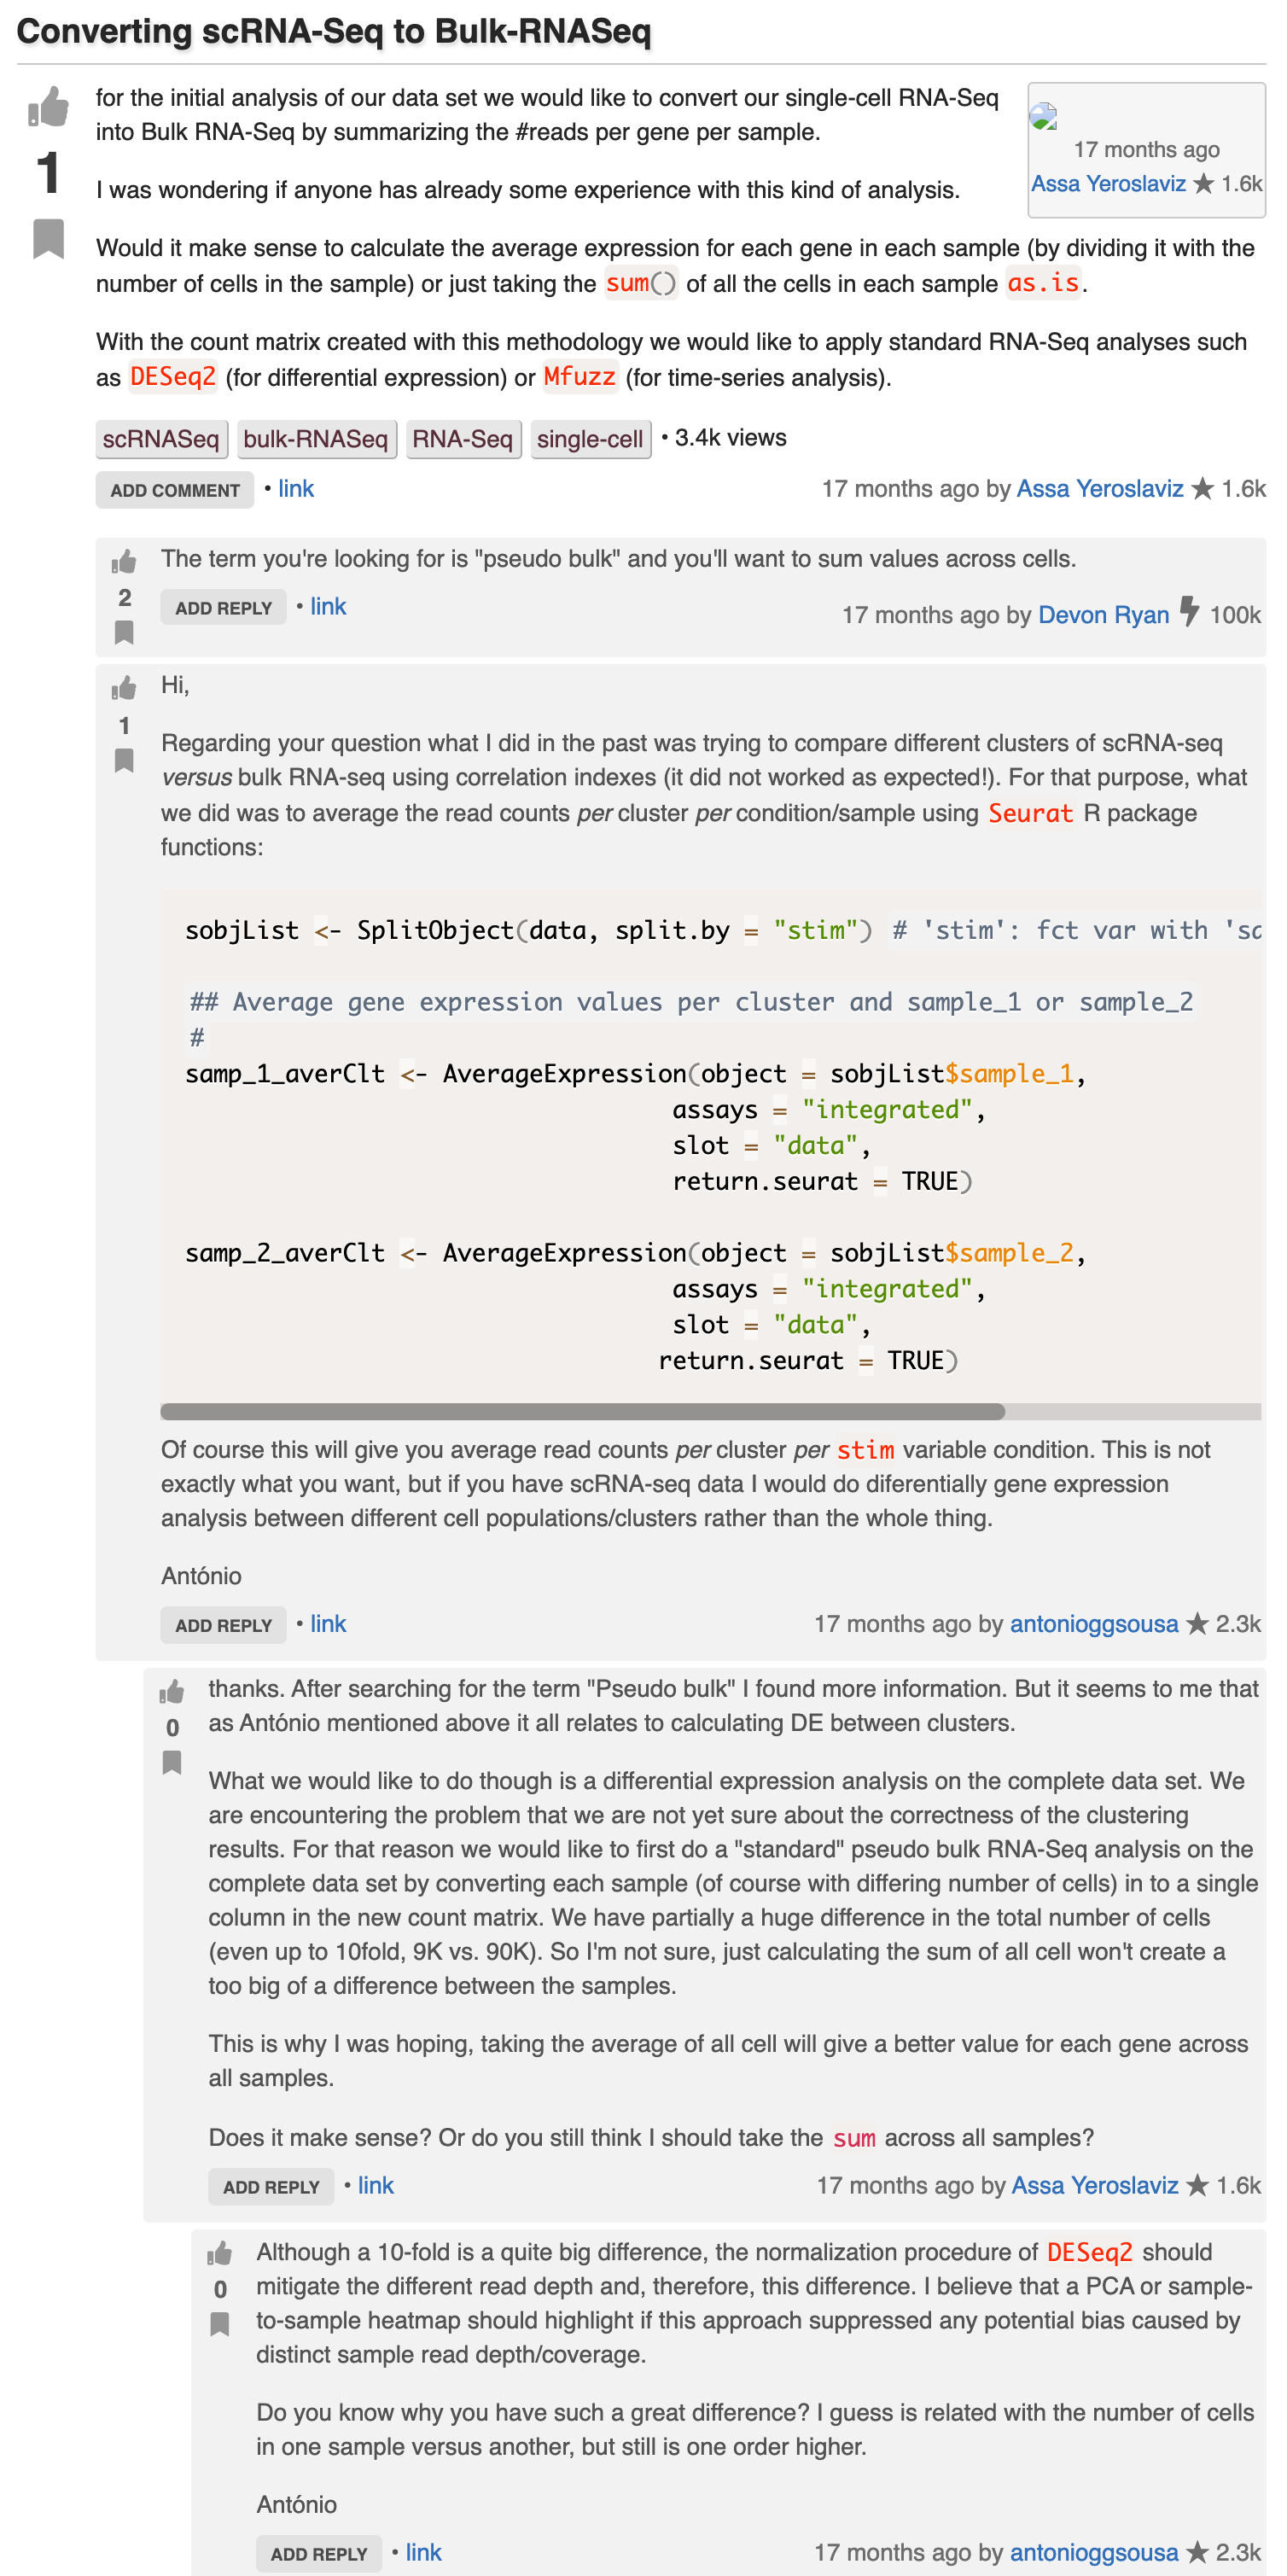 Converting scRNA-Seq to Bulk-RNASeq
for the initial analysis of our data set we would like to convert our single-cell RNA-Seq
into Bulk RNA-Seq by summarizing the #reads per gene per sample.
17 months ago
Assa Yeroslaviz ★ 1.6k
1
I was wondering if anyone has already some experience with this kind of analysis.
Would it make sense to calculate the average expression for each gene in each sample (by dividing it with the
number of cells in the sample) or just taking the sum() of all the cells in each sample as.is.
With the count matrix created with this methodology we would like to apply standard RNA-Seq analyses such
as DESeq2 (for differential expression) or Mfuzz (for time-series analysis).
scRNASeq bulk-RNASeq RNA-Seq single-cell • 3.4k views
ADD COMMENT • link 17 months ago by Assa Yeroslaviz ★ 1.6k
The term you're looking for is "pseudo bulk" and you'll want to sum values across cells.
2
ADD REPLY • link 17 months ago by Devon Ryan 100k
Hi,
1
Regarding your question what I did in the past was trying to compare different clusters of scRNA-seq
versus bulk RNA-seq using correlation indexes (it did not worked as expected!). For that purpose, what
we did was to average the read counts per cluster per condition/sample using Seurat R package
functions:
sobjList <- SplitObject(data, split.by = "stim") # 'stim': fct var with
## Average gene expression values per cluster and sample_1 or sample_2
#
samp_1_averClt <- AverageExpression(object = sobjList$sample_1,
assays = "integrated",
slot = "data",
return.seurat = TRUE)
samp_2_averClt <- AverageExpression(object = sobjList$sample_2,
assays = "integrated",
slot = "data",
return.seurat = TRUE)
Of course this will give you average read counts per cluster per stim variable condition. This is not
exactly what you want, but if you have scRNA-seq data I would do diferentially gene expression
analysis between different cell populations/clusters rather than the whole thing.
António
ADD REPLY • link 17 months ago by antonioggsousa ★ 2.3k
thanks. After searching for the term "Pseudo bulk" I found more information. But it seems to me that
as António mentioned above it all relates to calculating DE between clusters.
0
What we would like to do though is a differential expression analysis on the complete data set. We
are encountering the problem that we are not yet sure about the correctness of the clustering
results. For that reason we would like to first do a "standard" pseudo bulk RNA-Seq analysis on the
complete data set by converting each sample (of course with differing number of cells) in to a single
column in the new count matrix. We have partially a huge difference in the total number of cells
(even up to 10fold, 9K vs. 90K). So I'm not sure, just calculating the sum of all cell won't create a
too big of a difference between the samples.
This is why I was hoping, taking the average of all cell will give a better value for each gene across
all samples.
Does it make sense? Or do you still think I should take the sum across all samples?
ADD REPLY • link 17 months ago by Assa Yeroslaviz ★ 1.6k
Although a 10-fold is a quite big difference, the normalization procedure of DESeq2 should
0
mitigate the different read depth and, therefore, this difference. I believe that a PCA or sample-
to-sample heatmap should highlight if this approach suppressed any potential bias caused by
distinct sample read depth/coverage.
Do you know why you have such a great difference? I guess is related with the number of cells
in one sample versus another, but still is one order higher.
António
ADD REPLY • link 17 months ago by antonioggsousa ★ 2.3k